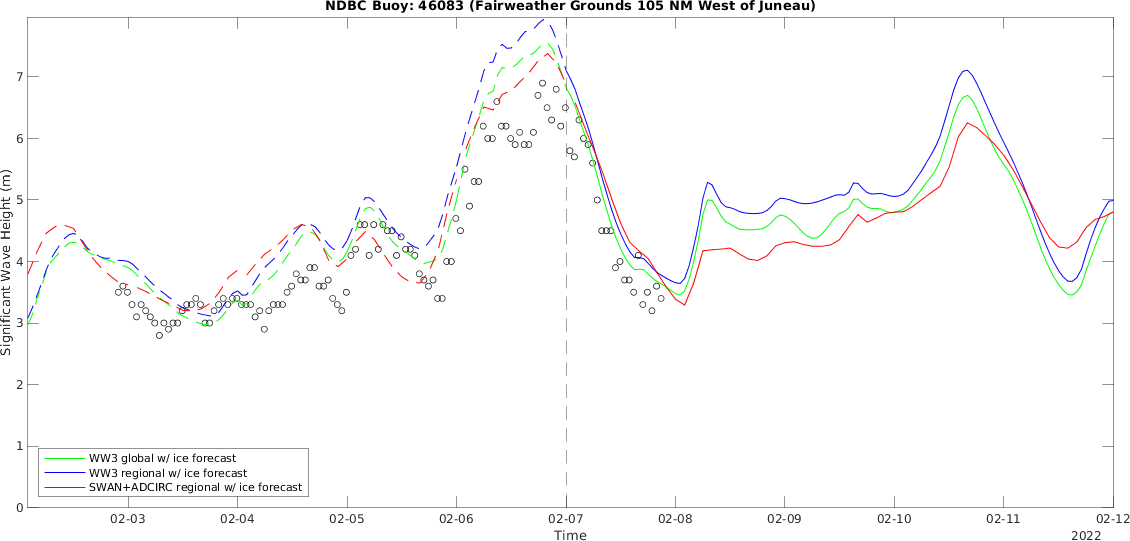 NDBC Buoy: 46083 (Fairweather Grounds 105 NM West of Juneau)
Significant Wave Height (m)
7
6
5
4
3
2
1
0
WW3 global w/ ice forecast
WW3 regional w/ ice forecast
SWAN+ADCIRC regional w/ ice forecast
02-03 02-04 02-05 02-06 02-07 02-08 02-09 02-10 02-11 02-12
Time
2022